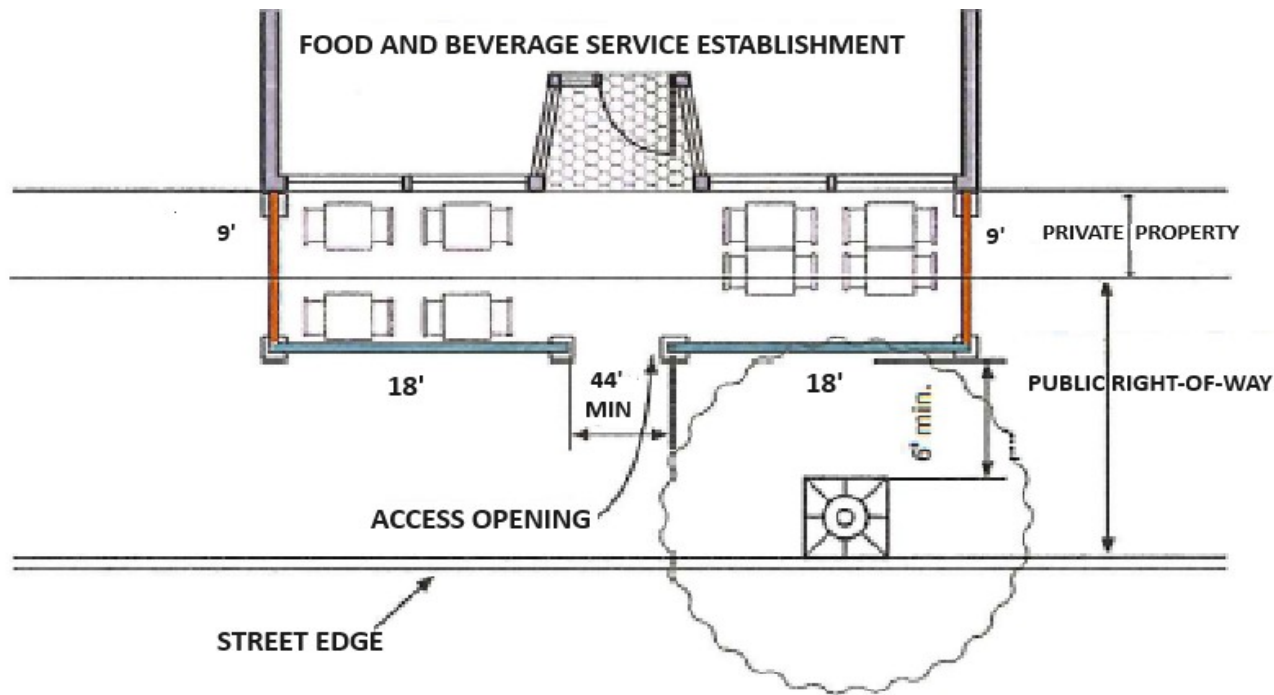 FOOD AND BEVERAGE SERVICE ESTABLISHMENT
9'
9'
PRIVATE PROPERTY
18'
44'
MIN
18'
6' min.
PUBLIC RIGHT-OF-WAY
ACCESS OPENING
STREET EDGE